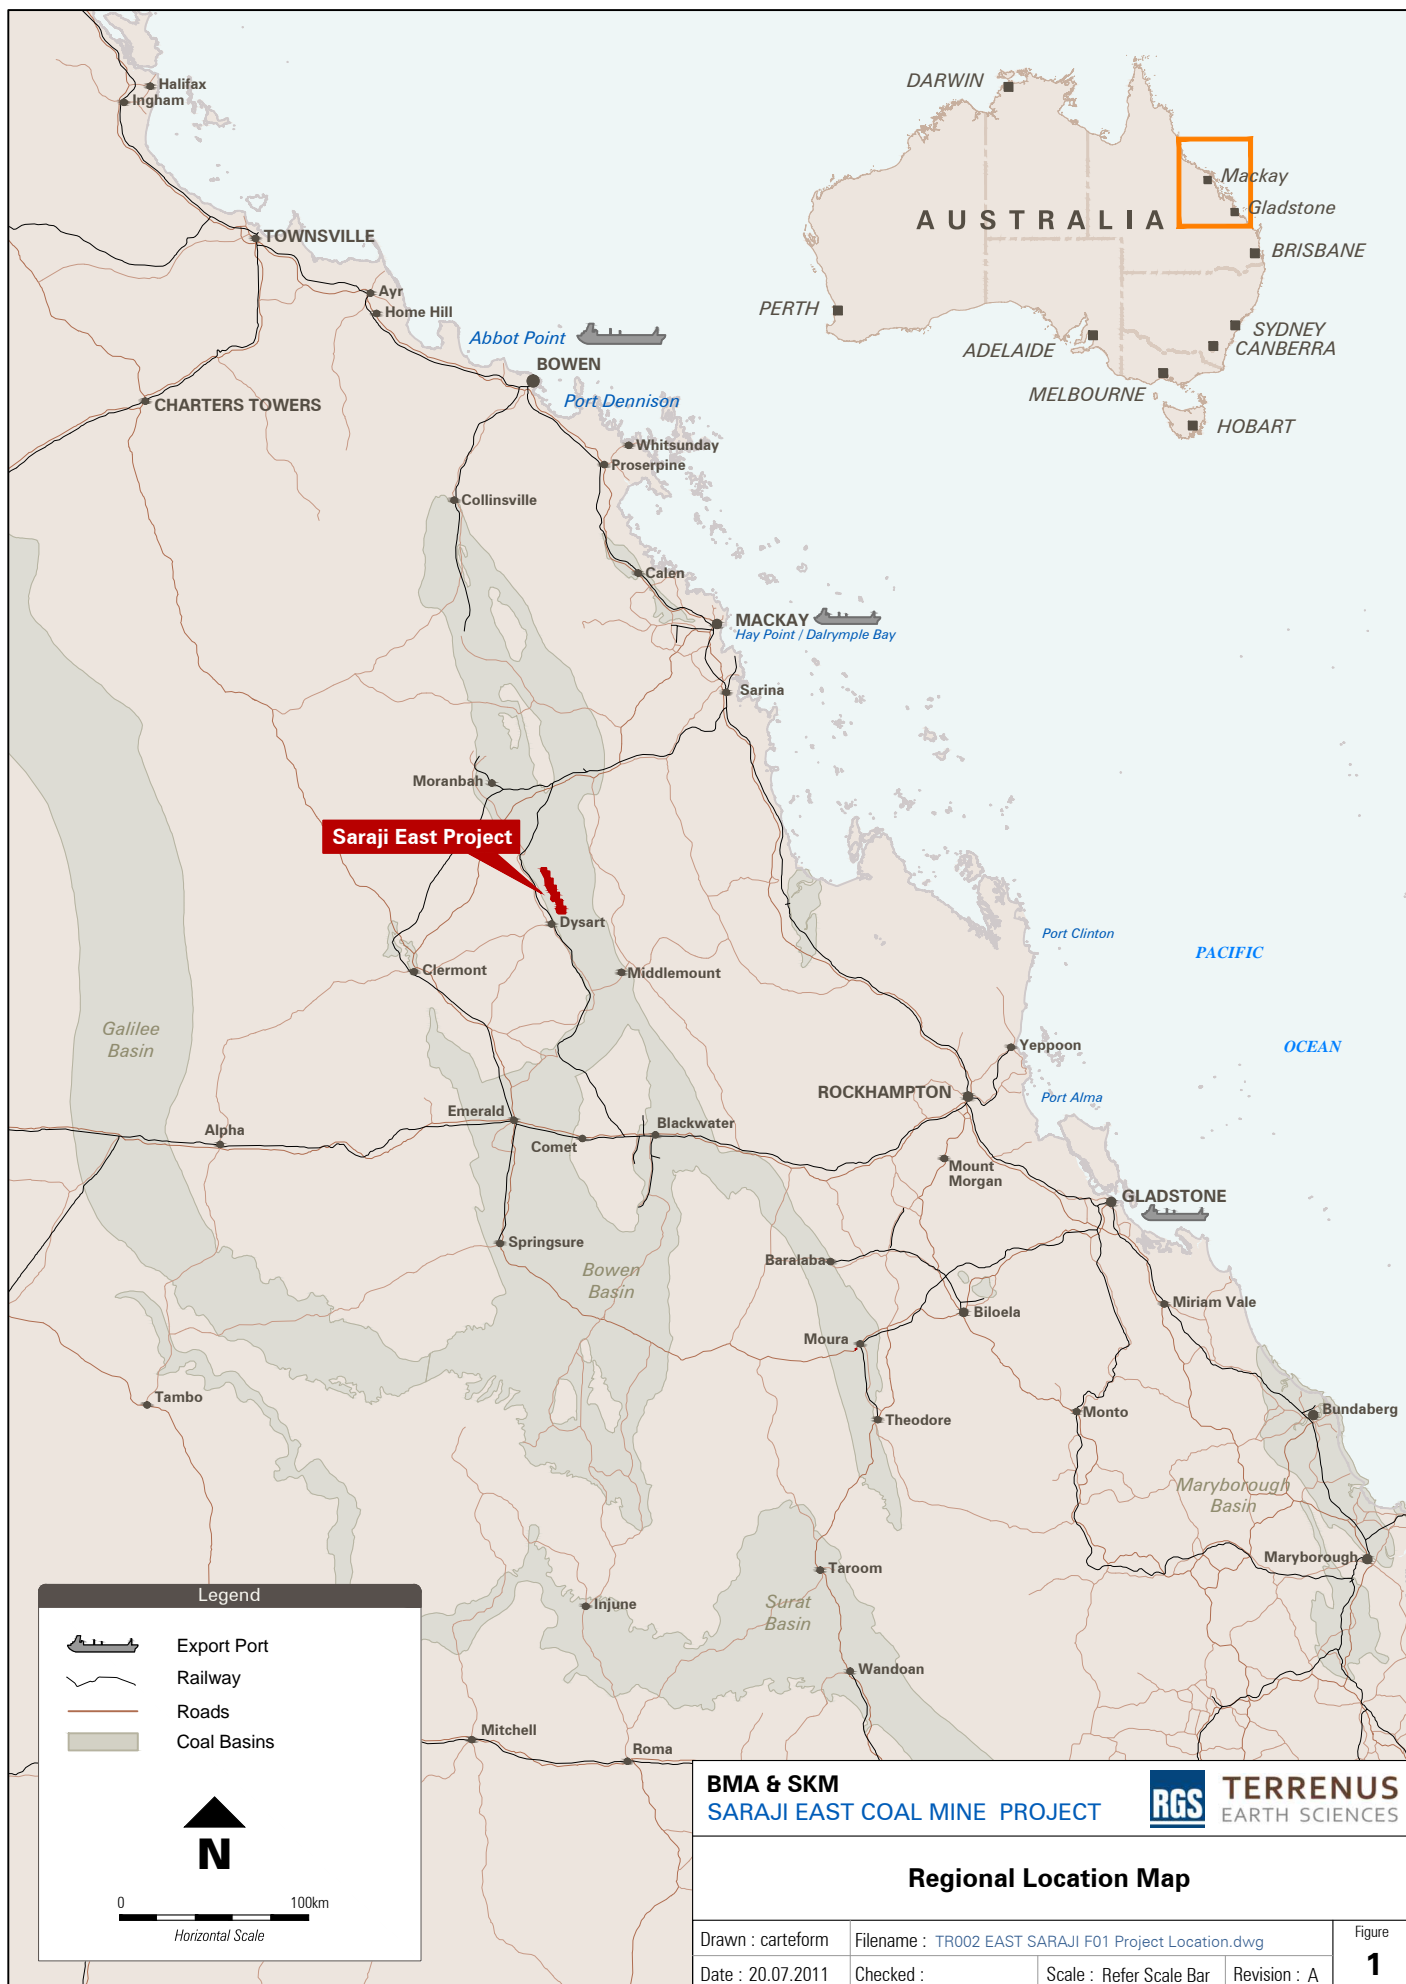 Halifax
Ingham
DARWIN
Mackay
Gladstone
AUSTRALIA
BRISBANE
PERTH
SYDNEY
CANBERRA
ADELAIDE
MELBOURNE
HOBART
TOWNSVILLE
Ayr
Home Hill
Abbot Point
BOWEN
Port Dennison
CHARTERS TOWERS
Whitsunday
Proserpine
Collinsville
Calen
MACKAY
Hay Point / Dalrymple Bay
Sarina
Moranbah
Saraji East Project
Dysart
Clermont
Middlemount
Port Clinton
PACIFIC
OCEAN
Galilee
Basin
Yeppoon
ROCKHAMPTON
Port Alma
Emerald
Alpha
Comet
Blackwater
Mount
Morgan
GLADSTONE
Springsure
Bowen
Basin
Baralaba
Biloela
Miriam Vale
Moura
Tambo
Theodore
Monto
Bundaberg
Maryborough
Basin
Maryborough
Taroom
Injune
Surat
Basin
Wandoan
Mitchell
Roma
Legend
Export Port
Railway
Roads
Coal Basins
N
0 100km
Horizontal Scale
BMA & SKM
SARAJI EAST COAL MINE PROJECT
RGS
TERRENUS
EARTH SCIENCES
Regional Location Map
Drawn : carteform
Filename : TR002 EAST SARAJI F01 Project Location.dwg
Figure
1
Date : 20.07.2011
Checked :
Scale : Refer Scale Bar
Revision : A